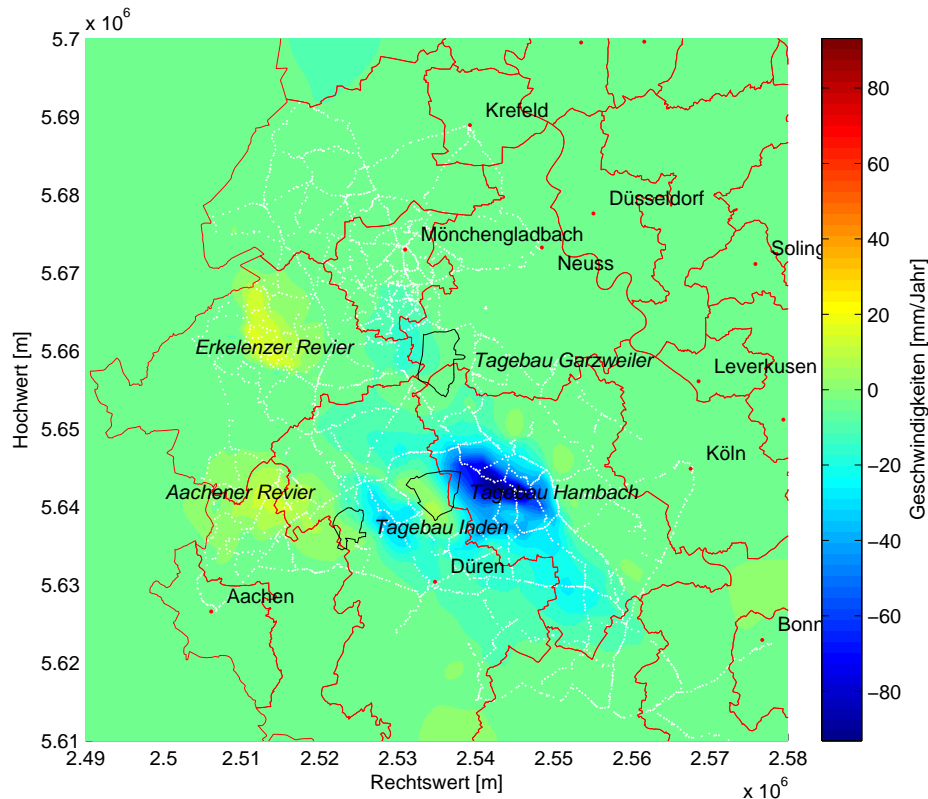 x 10^6
5.7
5.69
5.68
5.67
5.66
5.65
5.64
5.63
5.62
5.61
Hochwert [m]
2.49
2.5
2.51
2.52
2.53
2.54
2.55
2.56
2.57
2.58
Rechtswert [m]
x 10^6
Krefeld
Düsseldorf
Mönchengladbach
Neuss
Soling
Erkelenzer Revier
Tagebau Garzweiler
Leverkusen
Köln
Aachener Revier
Tagebau Hambach
Tagebau Inden
Düren
Aachen
Bonn
80
60
40
20
0
−20
−40
−60
−80
Geschwindigkeiten [mm/Jahr]